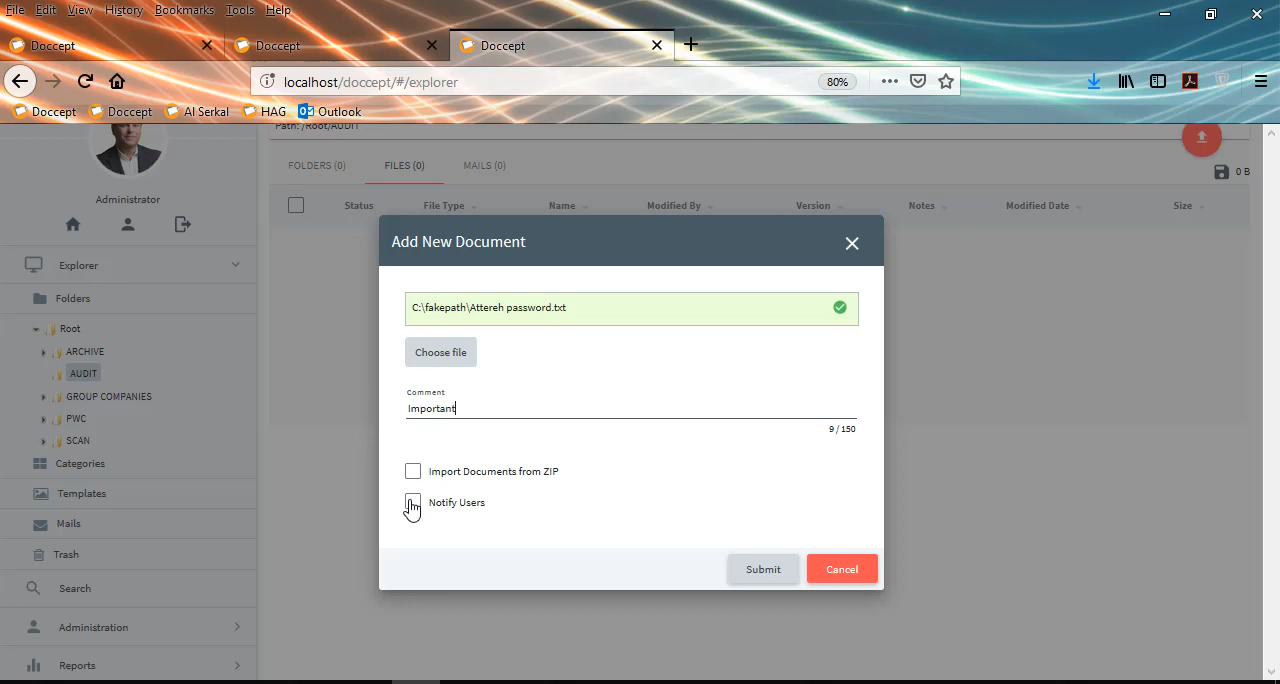 File Edit View History Bookmarks Tools Help
Doccept Doccept Doccept
localhost/doccept/#/explorer 80%
Doccept Doccept Al Serkal HAG Outlook
Path: /Root/AUDIT
FOLDERS (0) FILES (0) MAILS (0)
0 B
Administrator
Status File Type Name Modified By Version Notes Modified Date Size
Explorer
Folders
Root
ARCHIVE
AUDIT
GROUP COMPANIES
PWC
SCAN
Categories
Templates
Mails
Trash
Search
Administration
Reports
Add New Document
C:\fakepath\Attereh password.txt
Choose file
Comment
Important
9 / 150
Import Documents from ZIP
Notify Users
Submit Cancel